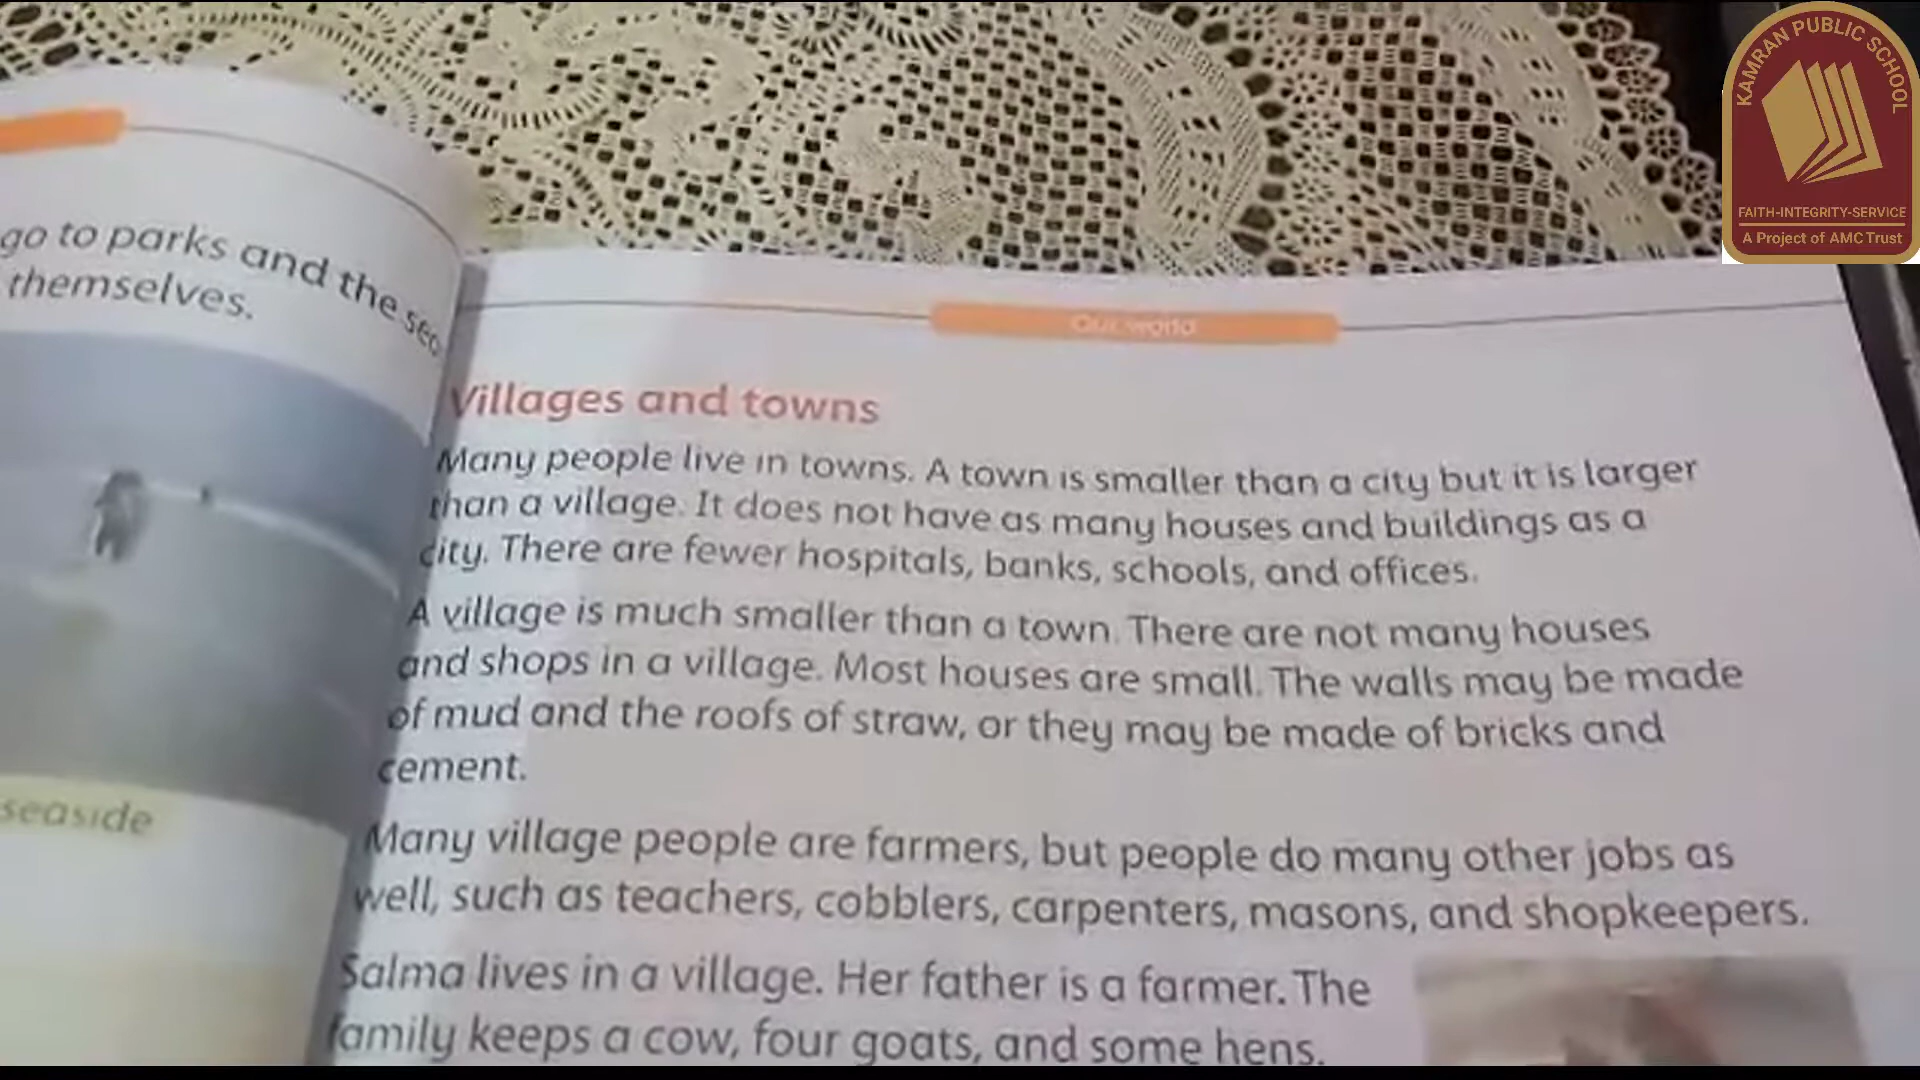 go to parks and the sea
themselves.
seaside
Our world
Villages and towns
Many people live in towns. A town is smaller than a city but it is larger
than a village. It does not have as many houses and buildings as a
city. There are fewer hospitals, banks, schools, and offices.
A village is much smaller than a town. There are not many houses
and shops in a village. Most houses are small. The walls may be made
of mud and the roofs of straw, or they may be made of bricks and
cement.
Many village people are farmers, but people do many other jobs as
well, such as teachers, cobblers, carpenters, masons, and shopkeepers.
Salma lives in a village. Her father is a farmer. The
family keeps a cow, four goats, and some hens.
KAMRAN PUBLIC SCHOOL
FAITH-INTEGRITY-SERVICE
A Project of AMC Trust